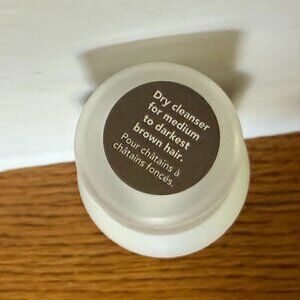 Dry cleanser
for medium
to darkest
brown hair.
Pour châtains à
châtains foncés.